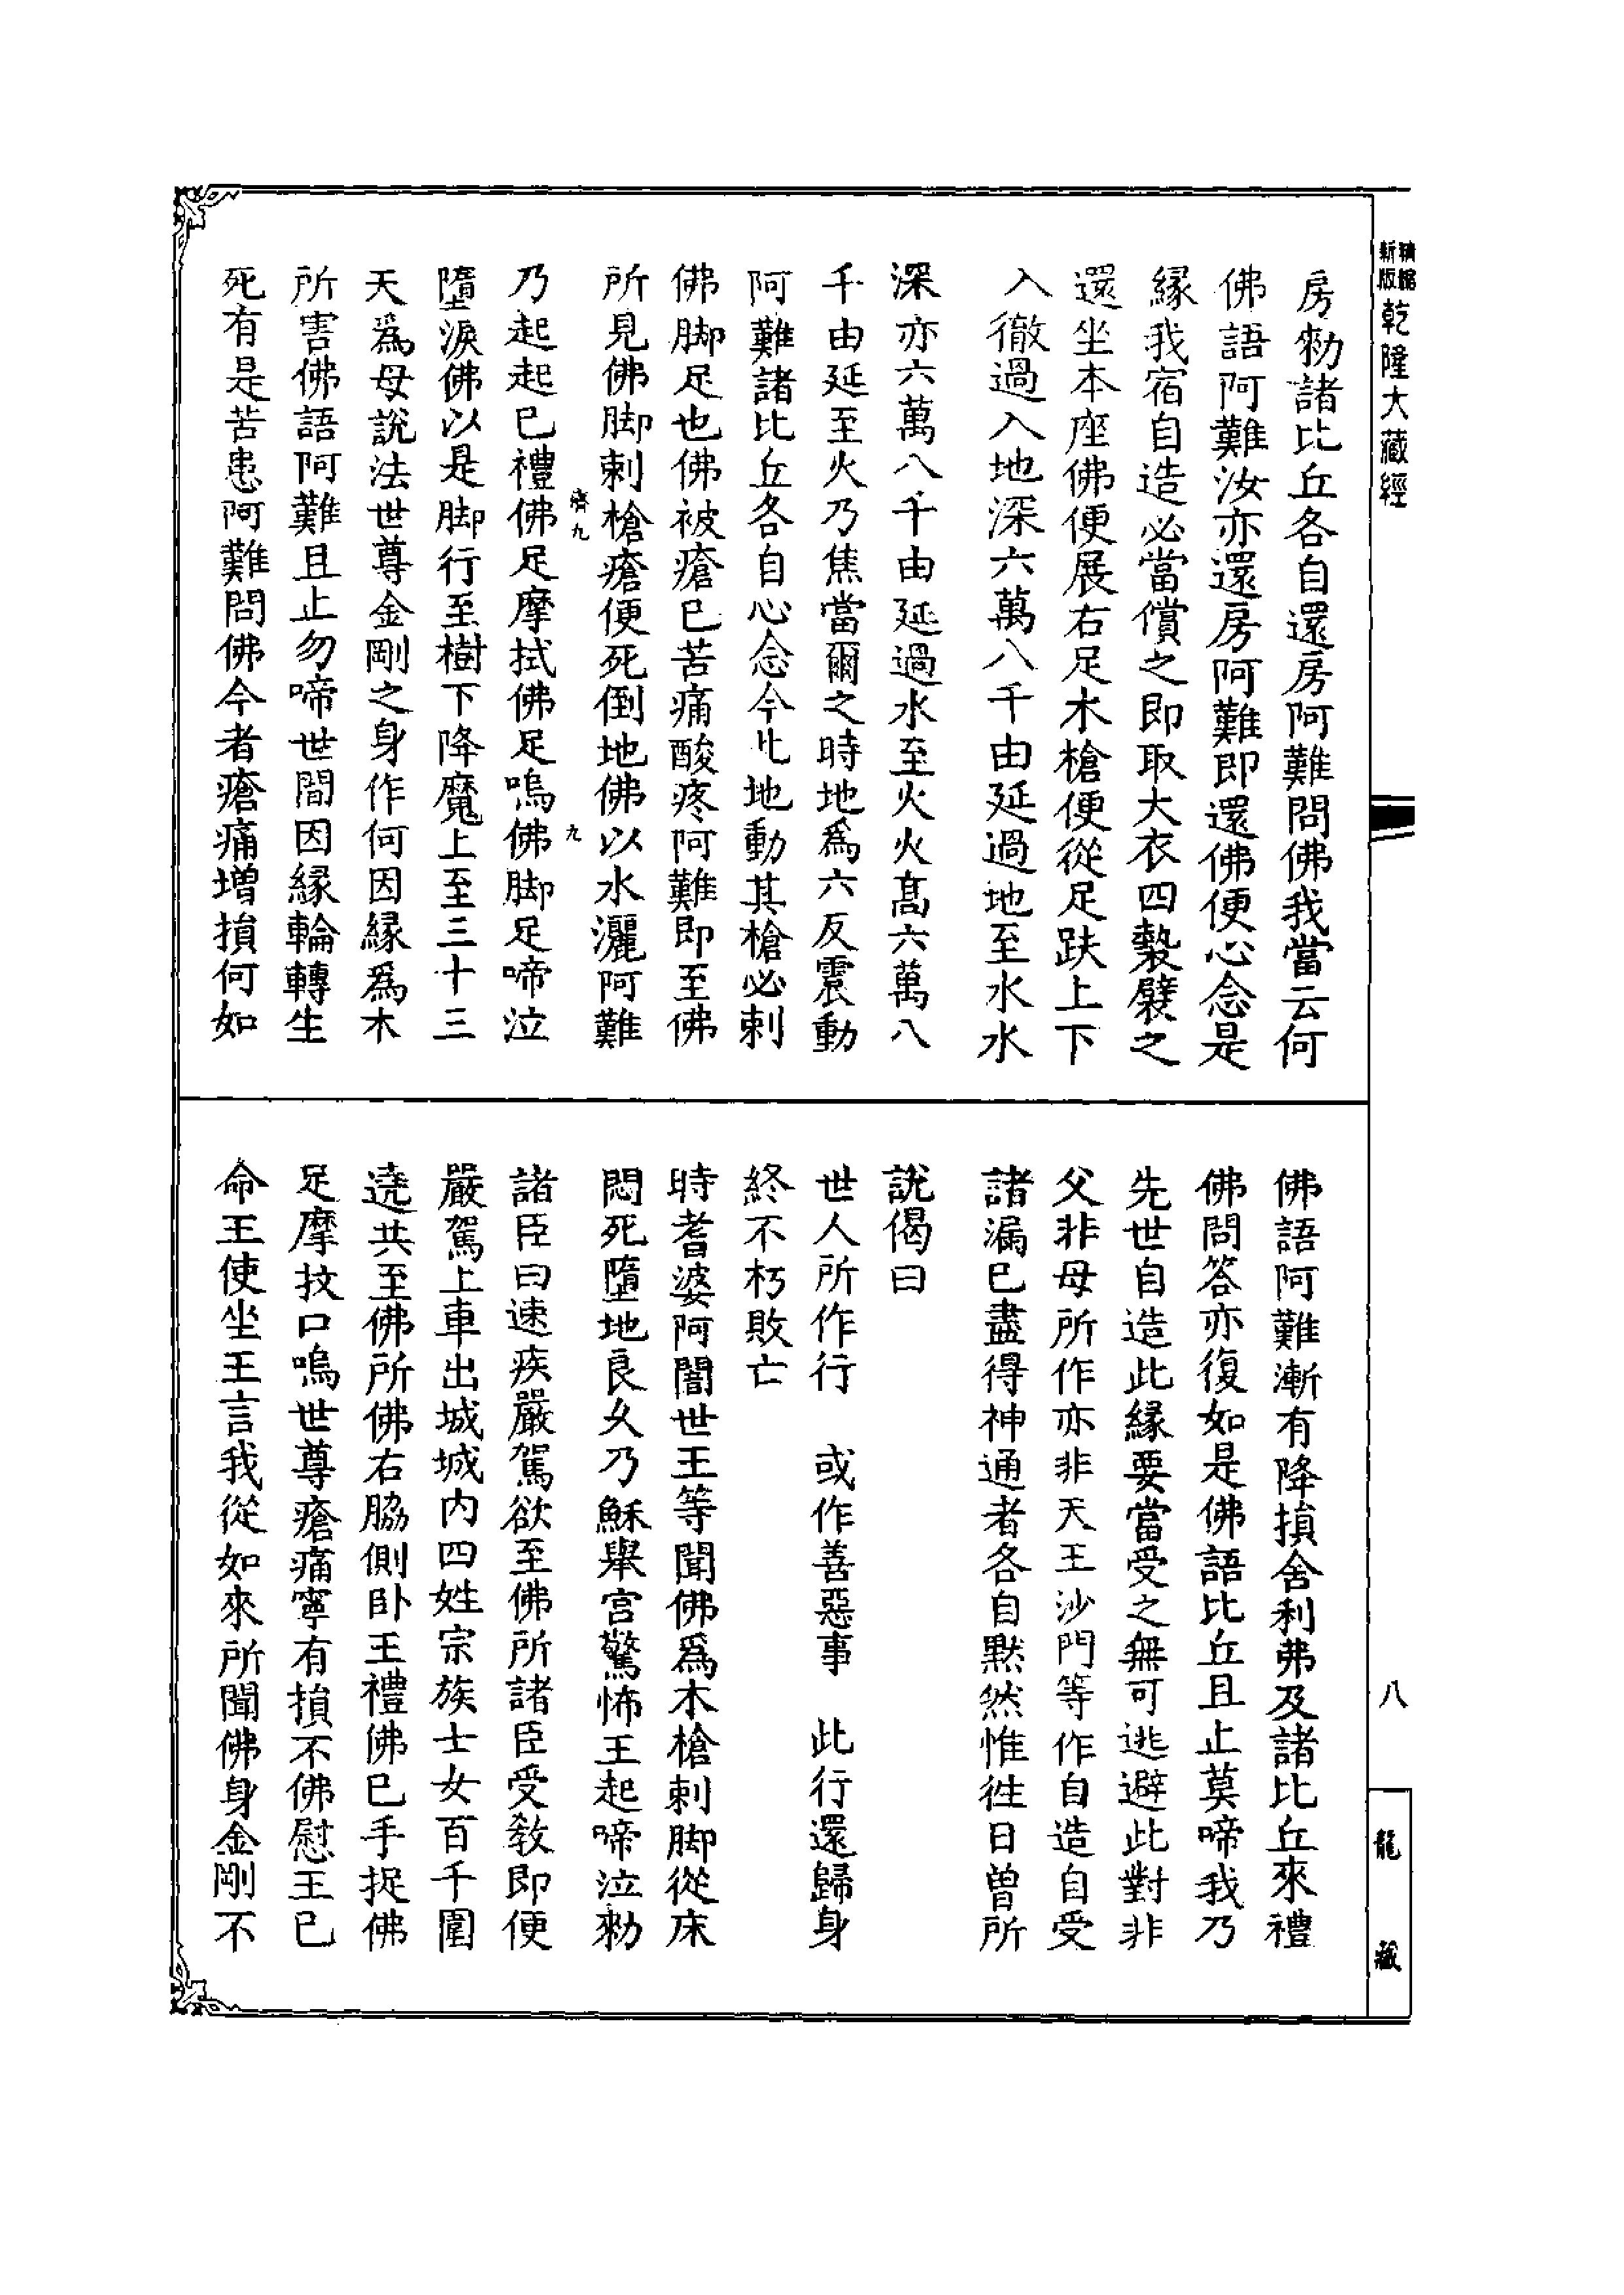 新版精縮乾隆大藏經
房勑諸比丘各自還房阿難問佛我當云何
佛語阿難汝亦還房阿難即還佛便心念是
緣我宿自造必當償之即取大衣四褺襞之
還坐本座佛便展右足木槍便從足趺上下
入徹過入地深六萬八千由延過地至水水
深亦六萬八千由延過水至火火高六萬八
千由延至火乃焦當爾之時地爲六反震動
阿難諸比丘各自心念今此地動其槍必刺
佛脚足也佛被瘡已苦痛酸疼阿難即至佛
所見佛脚刺槍瘡便死倒地佛以水灑阿難
濟九
九
乃起起已禮佛足摩拭佛足嗚佛脚足啼泣
墮淚佛以是脚行至樹下降魔上至三十三
天爲母說法世尊金剛之身作何因緣爲木
所害佛語阿難且止勿啼世間因緣輪轉生
死有是苦患阿難問佛今者瘡痛增損何如
佛語阿難漸有降損舍利弗及諸比丘來禮
佛問答亦復如是佛語比丘且止莫啼我乃
先世自造此緣要當受之無可逃避此對非
父非母所作亦非天王沙門等作自造自受
諸漏已盡得神通者各自默然惟徃日曾所
說偈曰
世人所作行　或作善惡事　此行還歸身
終不朽敗亡
時耆婆阿闍世王等聞佛爲木槍刺脚從床
悶死墮地良久乃穌舉宮驚怖王起啼泣勑
諸臣曰速疾嚴駕欲至佛所諸臣受敎即便
嚴駕上車出城城内四姓宗族士女百千圍
遶共至佛所佛右脇側卧王禮佛已手捉佛
足摩抆口嗚世尊瘡痛寧有損不佛慰王已
命王使坐王言我從如來所聞佛身金剛不
八
龍藏